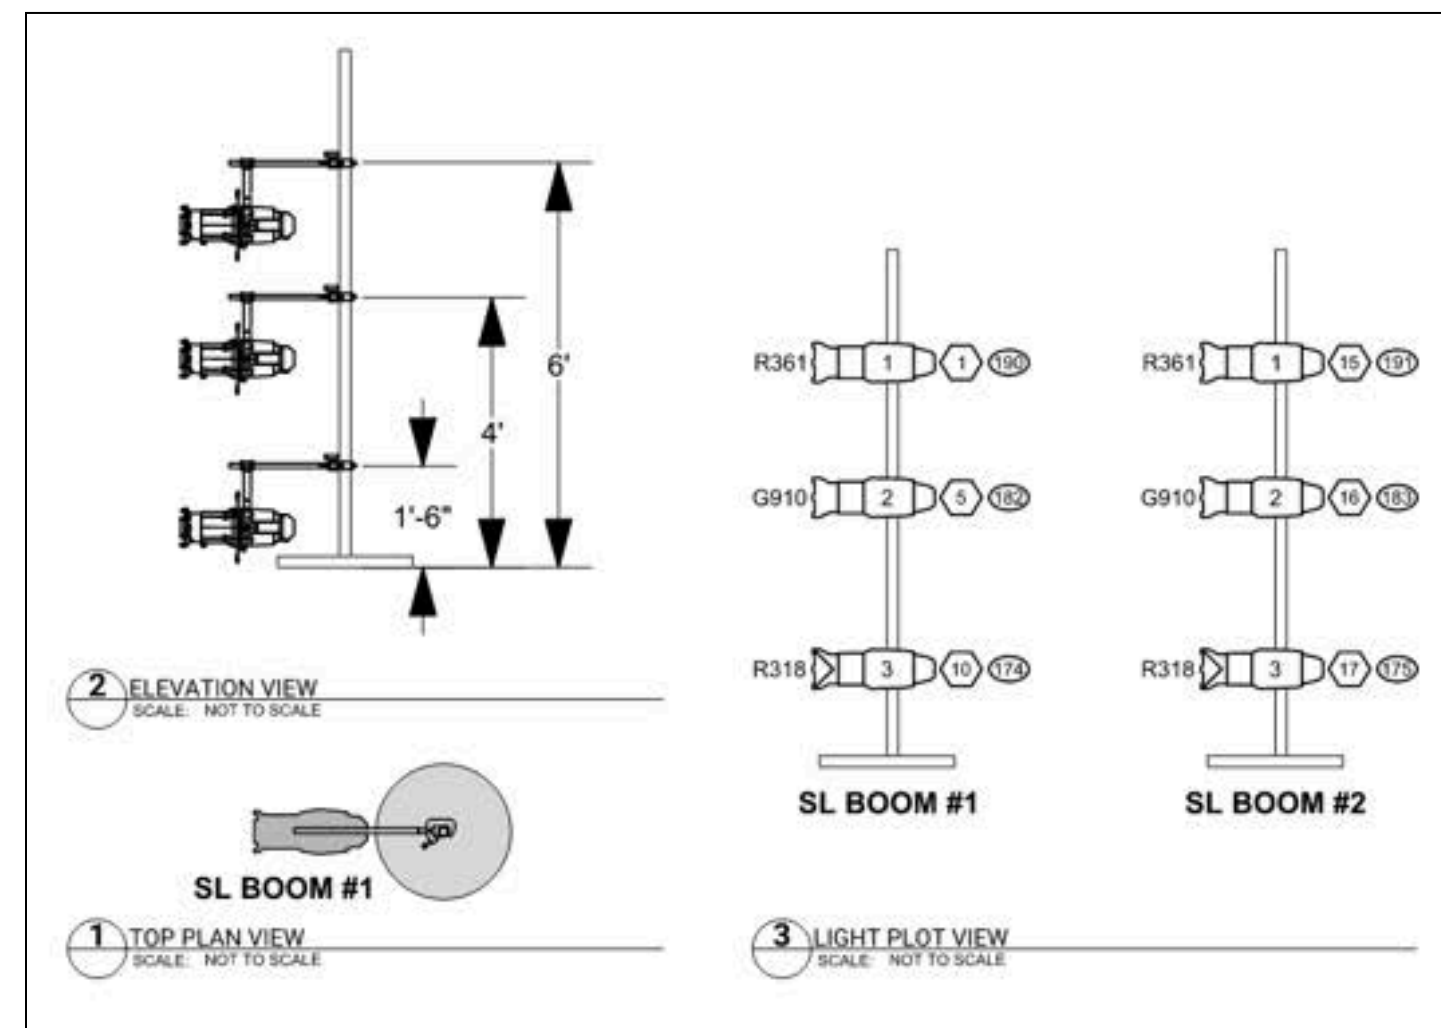 6'
4'
1'-6"
2 ELEVATION VIEW
SCALE: NOT TO SCALE
SL BOOM #1
1 TOP PLAN VIEW
SCALE: NOT TO SCALE
R361 1 1 190
G910 2 5 182
R318 3 10 174
SL BOOM #1
R361 1 15 191
G910 2 16 183
R318 3 17 175
SL BOOM #2
3 LIGHT PLOT VIEW
SCALE: NOT TO SCALE